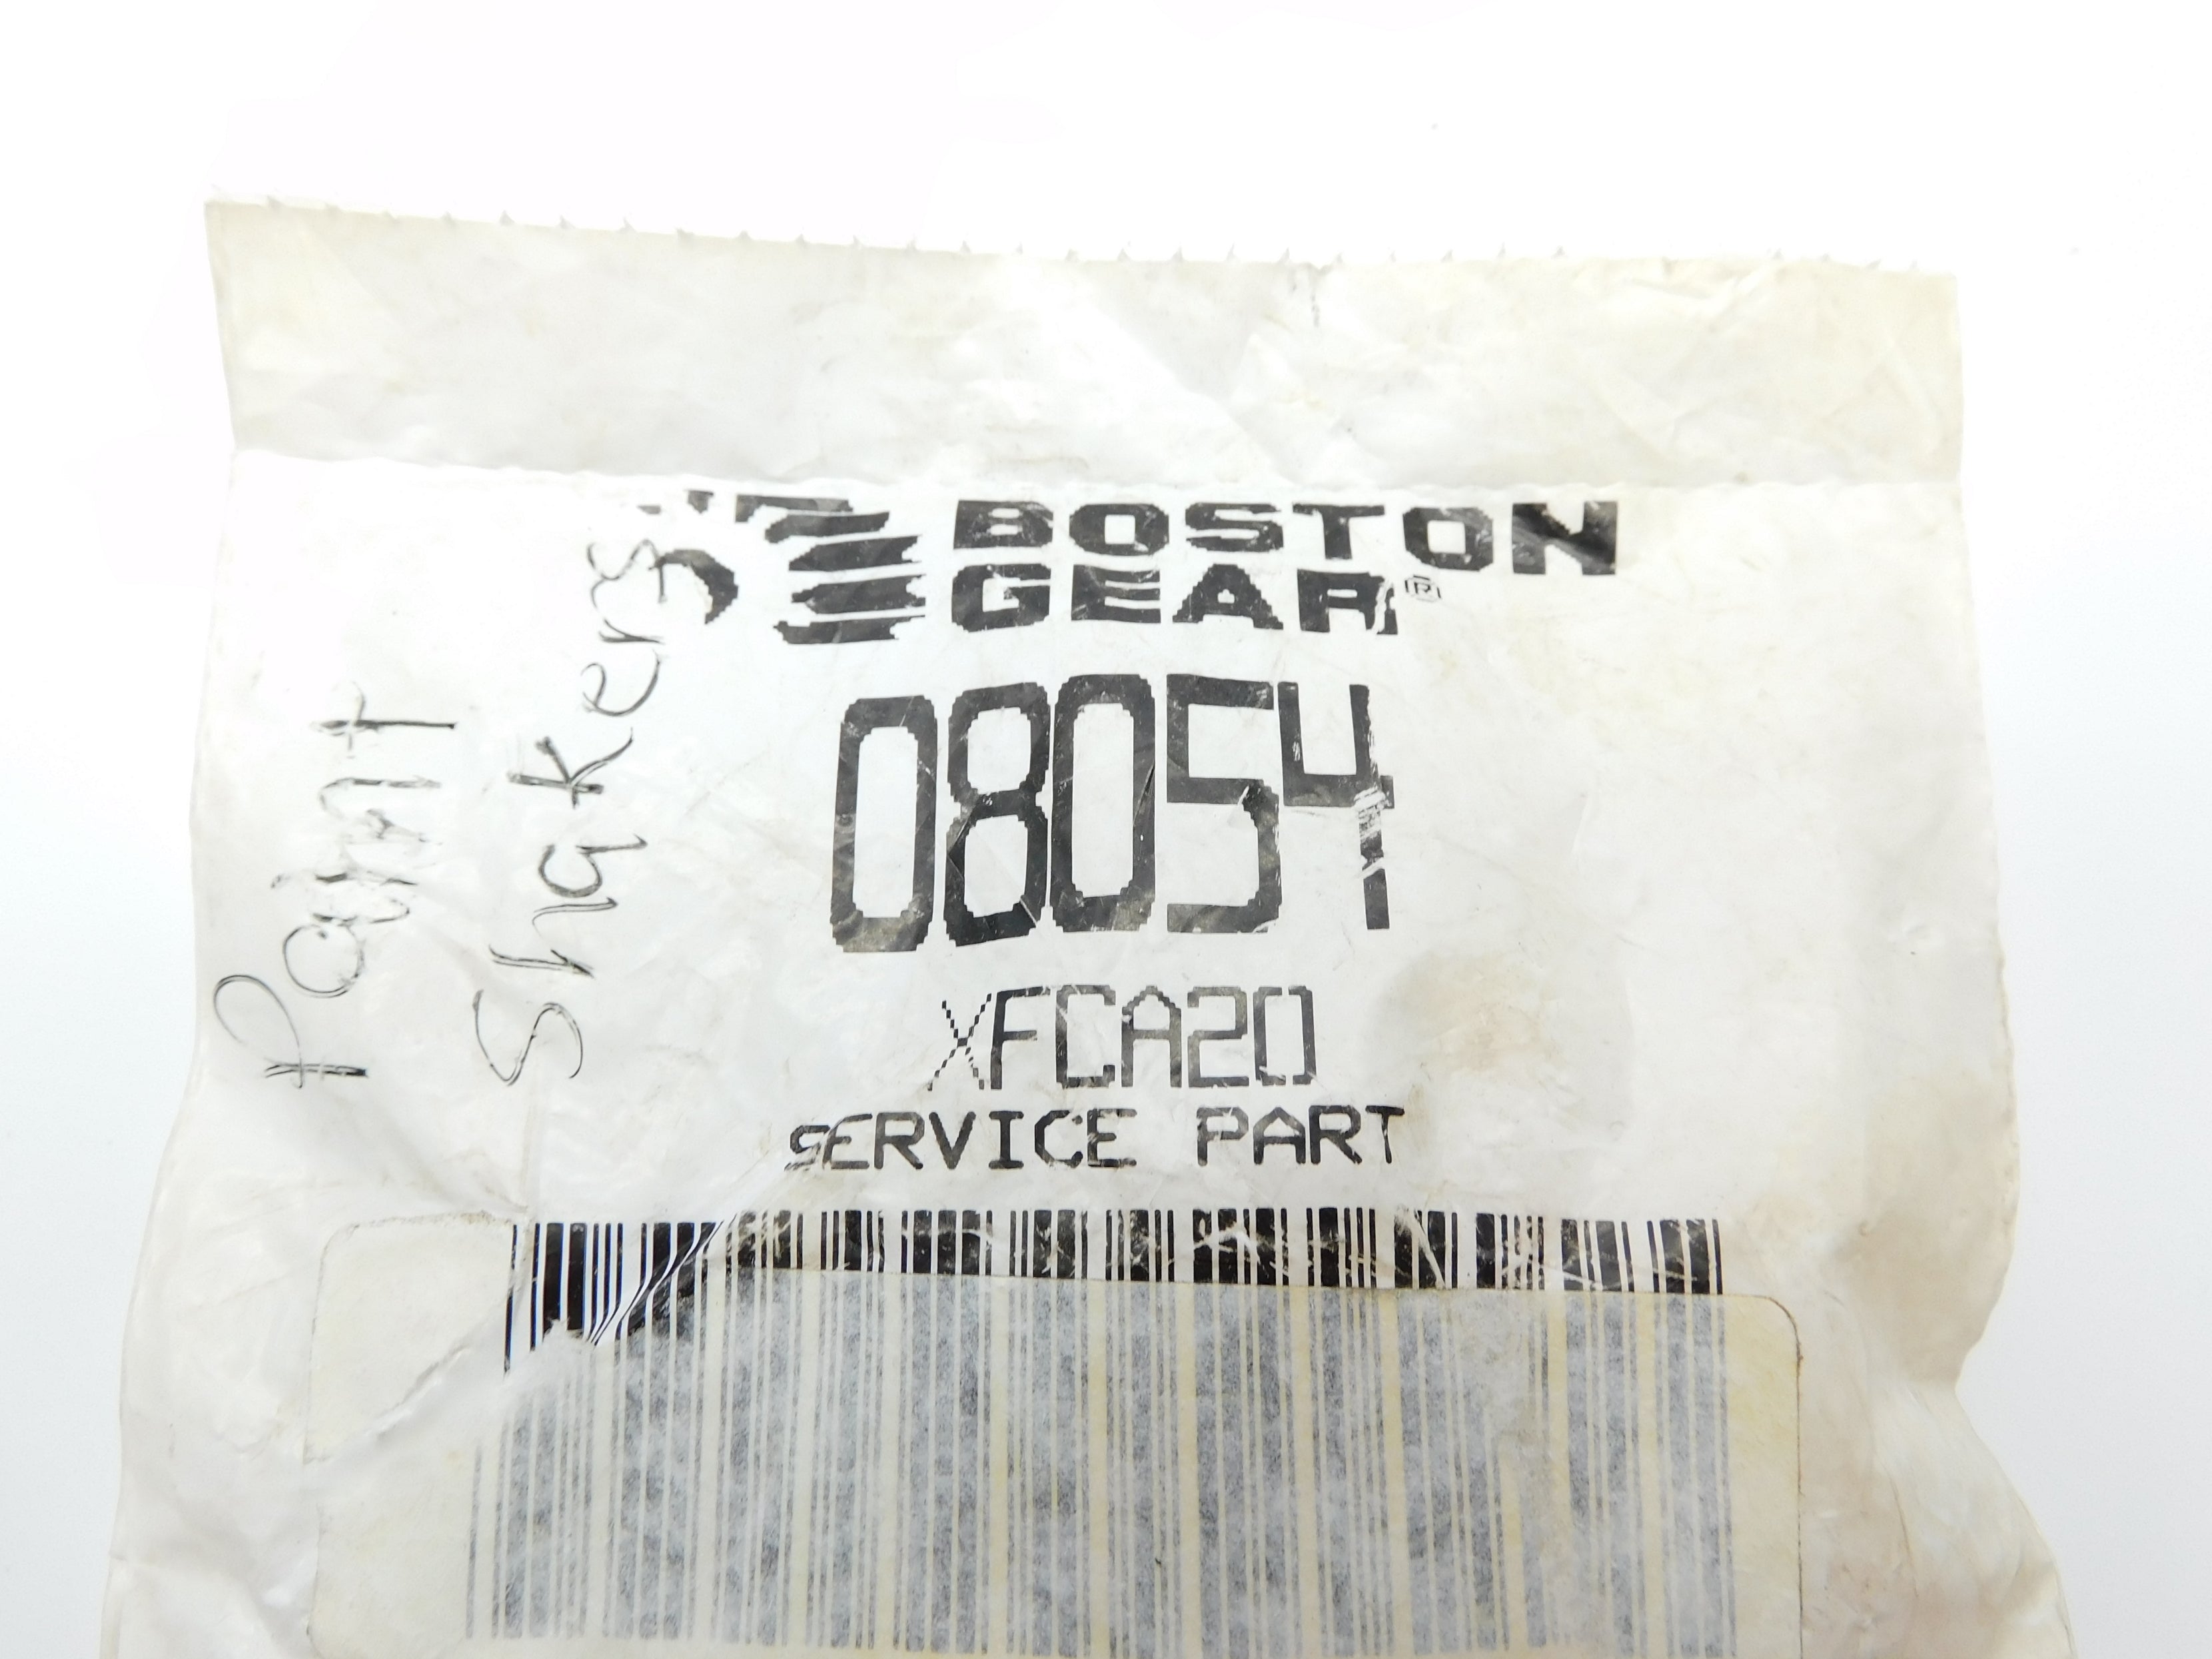 BOSTON
GEAR®
08054
XFCA20
SERVICE PART
Paint
Shakers